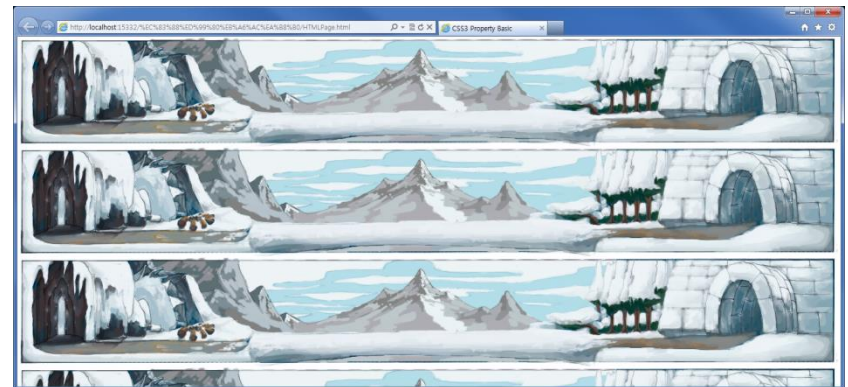 http://localhost:15332/%EC%83%88%ED%99%80%EB%A6%AC%EA%B8%B0/HTMLPage.html
CSS3 Property Basic